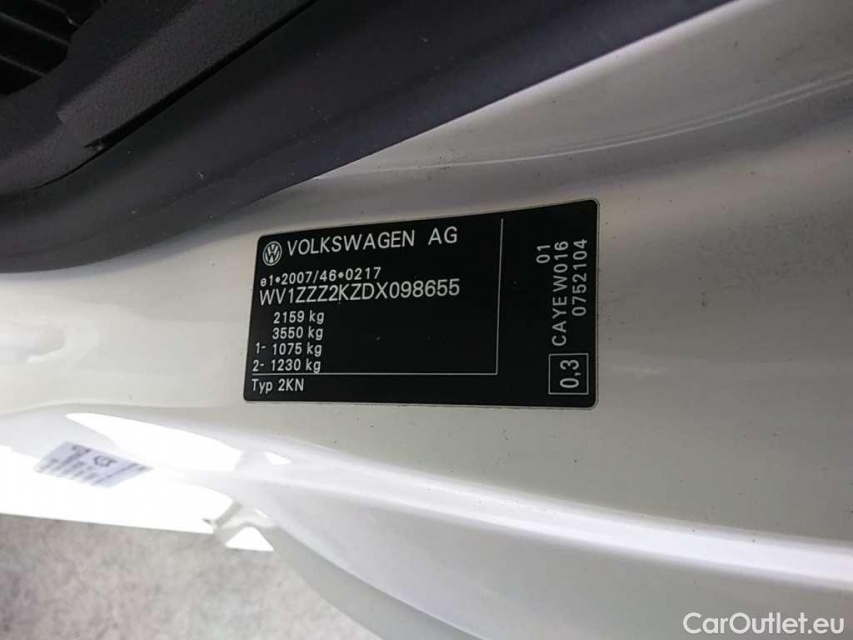 VOLKSWAGEN AG
e1*2007/46*0217
WV1ZZZ2KZDX098655
2159 kg
3550 kg
1- 1075 kg
2- 1230 kg
Typ 2KN
01
CAYE W016
0752104
0,3
CarOutlet.eu